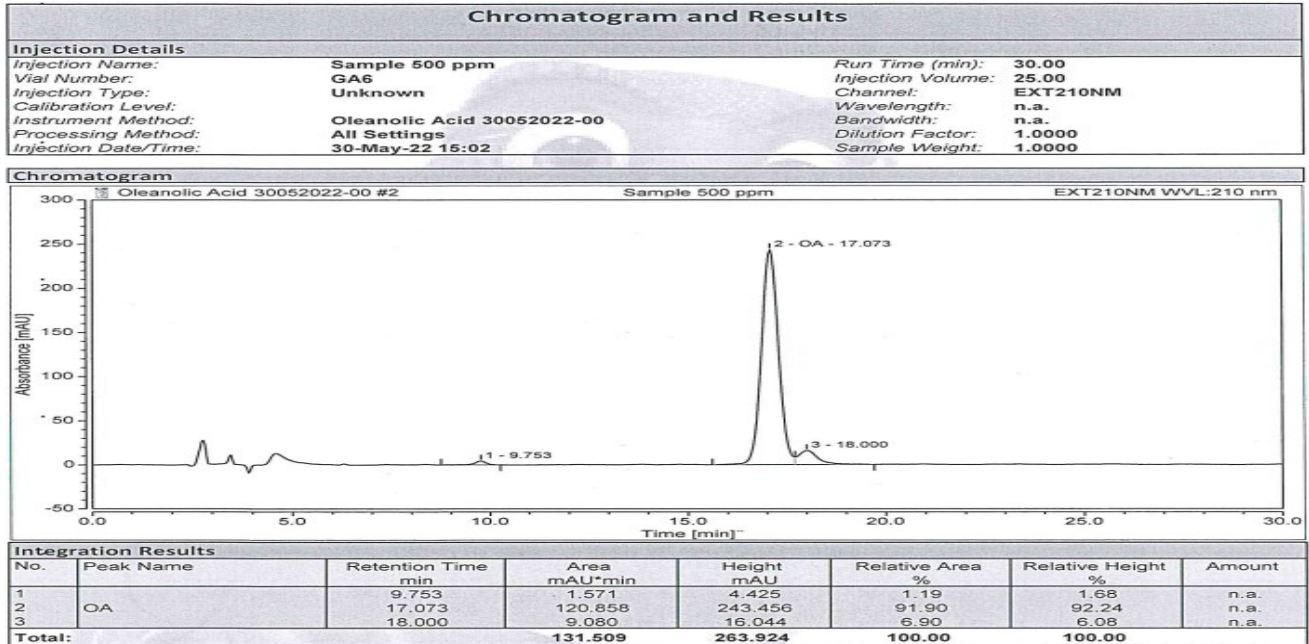 Chromatogram and Results
Injection Details
Injection Name: Sample 500 ppm Run Time (min): 30.00
Vial Number: GA6 Injection Volume: 25.00
Injection Type: Unknown Channel: EXT210NM
Calibration Level: Wavelength: n.a.
Instrument Method: Oleanolic Acid 30052022-00 Bandwidth: n.a.
Processing Method: All Settings Dilution Factor: 1.0000
Injection Date/Time: 30-May-22 15:02 Sample Weight: 1.0000
Chromatogram
Oleanolic Acid 30052022-00 #2 Sample 500 ppm EXT210NM WVL:210 nm
300
250
200
150
100
50
0
-50
Absorbance [mAU]
2 - OA - 17.073
3 - 18.000
1 - 9.753
0.0 5.0 10.0 15.0 20.0 25.0 30.0
Time [min]
Integration Results
No. Peak Name Retention Time Area Height Relative Area Relative Height Amount
min mAU*min mAU % %
1 9.753 1.571 4.425 1.19 1.68 n.a.
2 OA 17.073 120.858 243.456 91.90 92.24 n.a.
3 18.000 9.080 16.044 6.90 6.08 n.a.
Total: 131.509 263.924 100.00 100.00